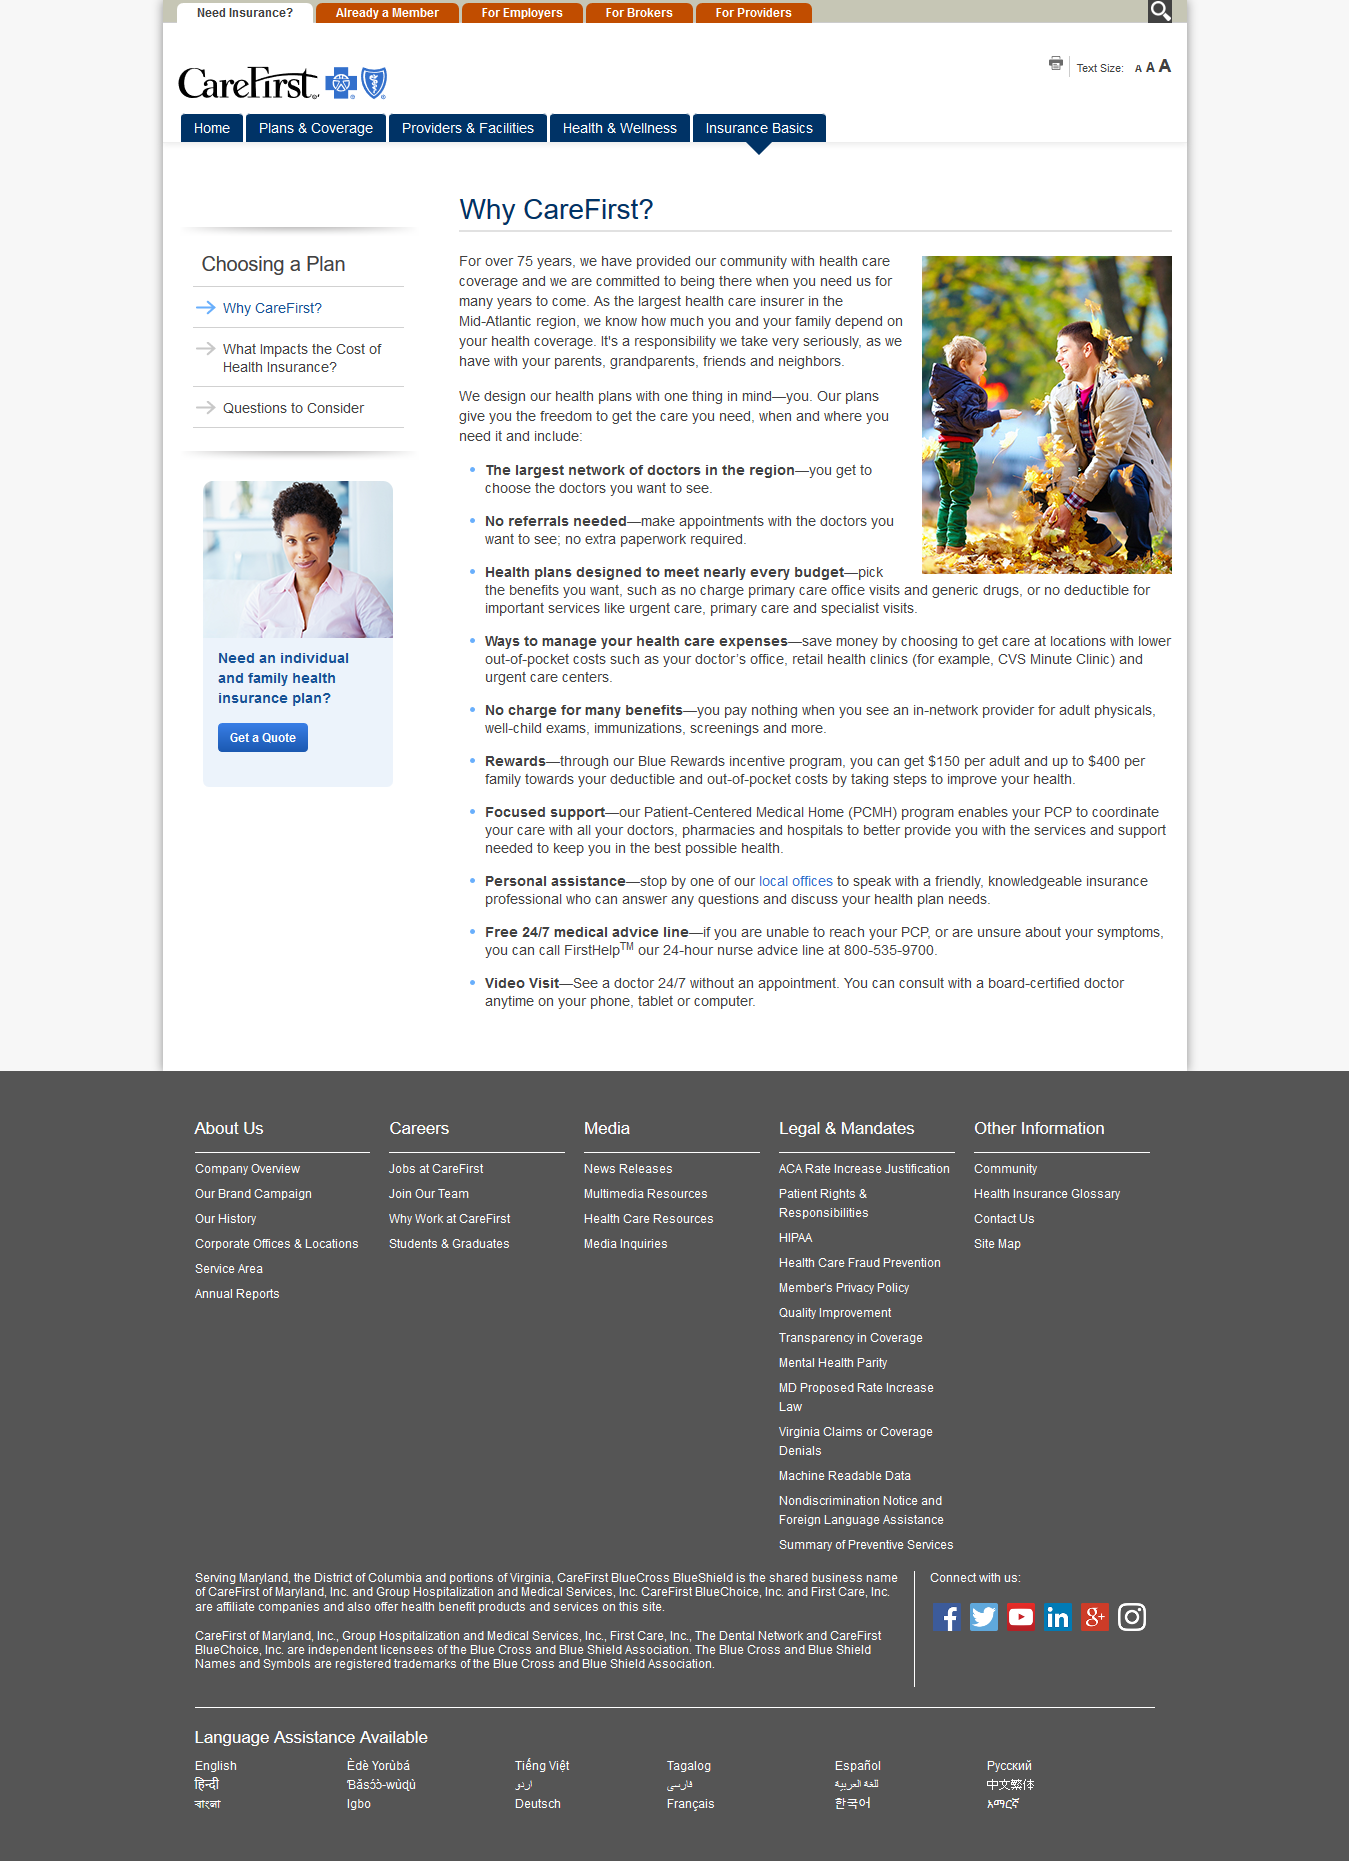 Need Insurance?
Already a Member
For Employers
For Brokers
For Providers
Text Size: A A A
CareFirst
Home
Plans & Coverage
Providers & Facilities
Health & Wellness
Insurance Basics
Choosing a Plan
Why CareFirst?
What Impacts the Cost of
Health Insurance?
Questions to Consider
Need an individual
and family health
insurance plan?
Get a Quote
Why CareFirst?
For over 75 years, we have provided our community with health care
coverage and we are committed to being there when you need us for
many years to come. As the largest health care insurer in the
Mid-Atlantic region, we know how much you and your family depend on
your health coverage. It's a responsibility we take very seriously, as we
have with your parents, grandparents, friends and neighbors.
We design our health plans with one thing in mind—you. Our plans
give you the freedom to get the care you need, when and where you
need it and include:
The largest network of doctors in the region—you get to
choose the doctors you want to see.
No referrals needed—make appointments with the doctors you
want to see; no extra paperwork required.
Health plans designed to meet nearly every budget—pick
the benefits you want, such as no charge primary care office visits and generic drugs, or no deductible for
important services like urgent care, primary care and specialist visits.
Ways to manage your health care expenses—save money by choosing to get care at locations with lower
out-of-pocket costs such as your doctor’s office, retail health clinics (for example, CVS Minute Clinic) and
urgent care centers.
No charge for many benefits—you pay nothing when you see an in-network provider for adult physicals,
well-child exams, immunizations, screenings and more.
Rewards—through our Blue Rewards incentive program, you can get $150 per adult and up to $400 per
family towards your deductible and out-of-pocket costs by taking steps to improve your health.
Focused support—our Patient-Centered Medical Home (PCMH) program enables your PCP to coordinate
your care with all your doctors, pharmacies and hospitals to better provide you with the services and support
needed to keep you in the best possible health.
Personal assistance—stop by one of our local offices to speak with a friendly, knowledgeable insurance
professional who can answer any questions and discuss your health plan needs.
Free 24/7 medical advice line—if you are unable to reach your PCP, or are unsure about your symptoms,
you can call FirstHelp™ our 24-hour nurse advice line at 800-535-9700.
Video Visit—See a doctor 24/7 without an appointment. You can consult with a board-certified doctor
anytime on your phone, tablet or computer.
About Us
Company Overview
Our Brand Campaign
Our History
Corporate Offices & Locations
Service Area
Annual Reports
Careers
Jobs at CareFirst
Join Our Team
Why Work at CareFirst
Students & Graduates
Media
News Releases
Multimedia Resources
Health Care Resources
Media Inquiries
Legal & Mandates
ACA Rate Increase Justification
Patient Rights &
Responsibilities
HIPAA
Health Care Fraud Prevention
Member's Privacy Policy
Quality Improvement
Transparency in Coverage
Mental Health Parity
MD Proposed Rate Increase
Law
Virginia Claims or Coverage
Denials
Machine Readable Data
Nondiscrimination Notice and
Foreign Language Assistance
Summary of Preventive Services
Other Information
Community
Health Insurance Glossary
Contact Us
Site Map
Serving Maryland, the District of Columbia and portions of Virginia, CareFirst BlueCross BlueShield is the shared business name
of CareFirst of Maryland, Inc. and Group Hospitalization and Medical Services, Inc. CareFirst BlueChoice, Inc. and First Care, Inc.
are affiliate companies and also offer health benefit products and services on this site.
CareFirst of Maryland, Inc., Group Hospitalization and Medical Services, Inc., First Care, Inc., The Dental Network and CareFirst
BlueChoice, Inc. are independent licensees of the Blue Cross and Blue Shield Association. The Blue Cross and Blue Shield
Names and Symbols are registered trademarks of the Blue Cross and Blue Shield Association.
Connect with us:
Language Assistance Available
English
Èdè Yorùbá
Tiếng Việt
Tagalog
Español
Русский
हिन्दी
Ɓǎsɔ́ɔ̀-wùɖù
اردو
فارسی
اللغة العربية
中文繁体
বাংলা
Igbo
Deutsch
Français
한국어
አማርኛ